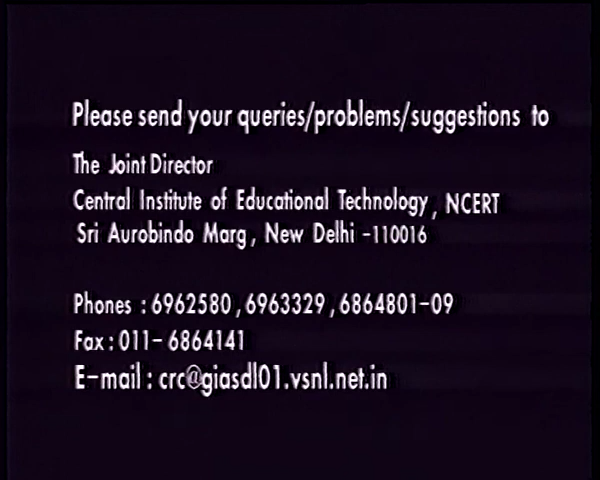 Please send your queries/problems/suggestions to
The Joint Director
Central Institute of Educational Technology, NCERT
Sri Aurobindo Marg, New Delhi -110016
Phones : 6962580, 6963329, 6864801-09
Fax : 011- 6864141
E-mail : crc@giasdl01.vsnl.net.in